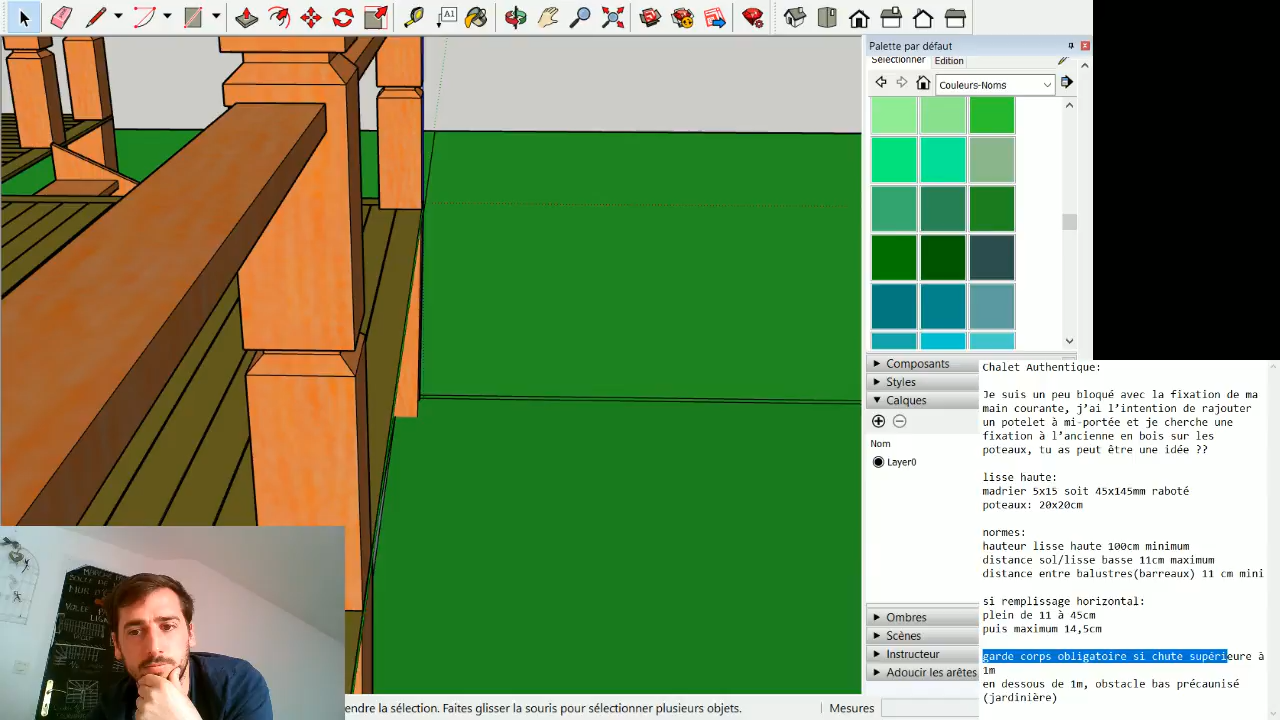 A1
Palette par défaut
Sélectionner Edition
Couleurs-Noms
Composants
Styles
Calques
Nom
Layer0
Ombres
Scènes
Instructeur
Adoucir les arêtes
endre la sélection. Faites glisser la souris pour sélectionner plusieurs objets.
Mesures
Chalet Authentique:
Je suis un peu bloqué avec la fixation de ma
main courante, j’ai l’intention de rajouter
un potelet à mi-portée et je cherche une
fixation à l’ancienne en bois sur les
poteaux, tu as peut être une idée ??
lisse haute:
madrier 5x15 soit 45x145mm raboté
poteaux: 20x20cm
normes:
hauteur lisse haute 100cm minimum
distance sol/lisse basse 11cm maximum
distance entre balustres(barreaux) 11 cm mini
si remplissage horizontal:
plein de 11 à 45cm
puis maximum 14,5cm
garde corps obligatoire si chute supérieure à
1m
en dessous de 1m, obstacle bas précaunisé
(jardinière)